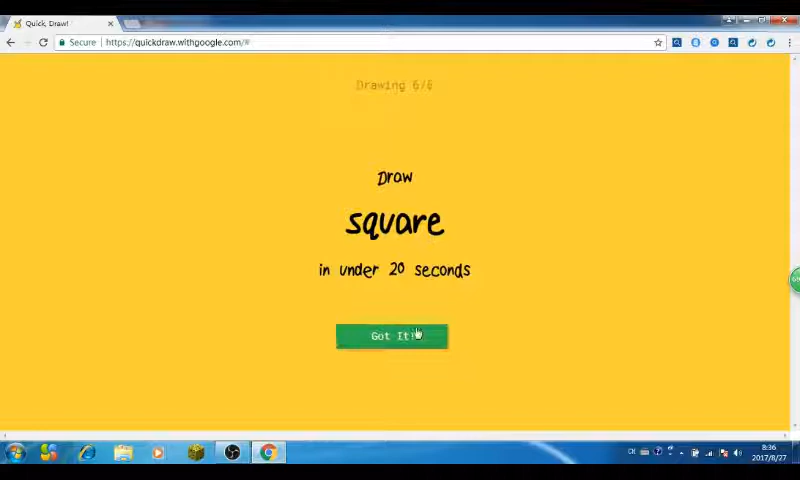 Quick, Draw!
Secure https://quickdraw.withgoogle.com/#
Drawing 6/6
Draw
square
in under 20 seconds
Got It!
CH
8:36
2017/8/27